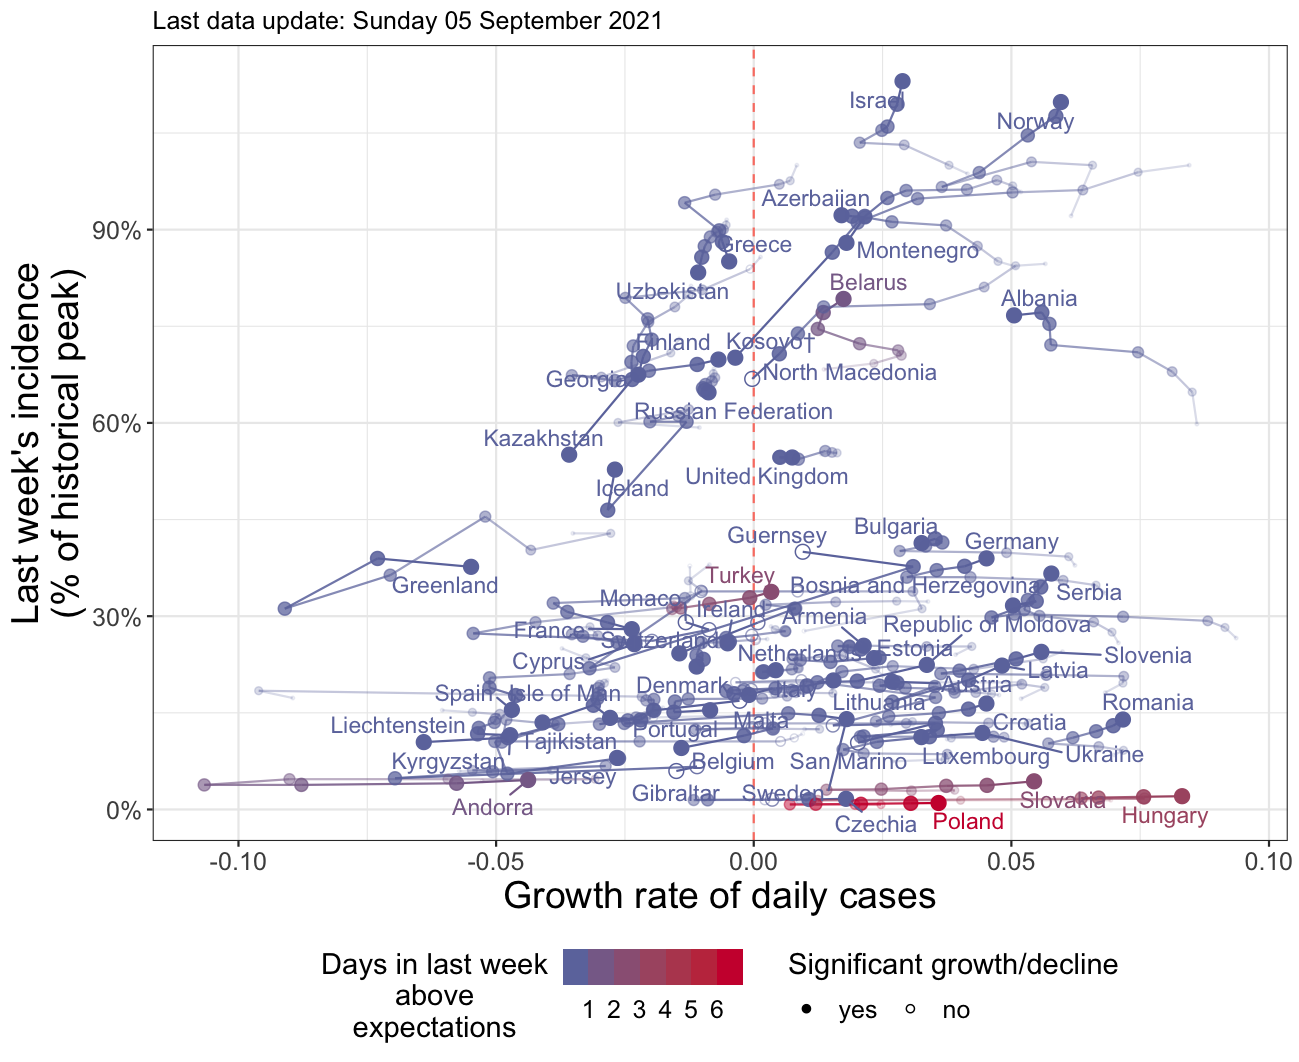 Last data update: Sunday 05 September 2021
Last week's incidence
(% of historical peak)
90%
60%
30%
0%
Israel
Norway
Azerbaijan
Greece
Montenegro
Belarus
Uzbekistan
Albania
Finland
Kosovo†
Georgia
North Macedonia
Russian Federation
Kazakhstan
Iceland
United Kingdom
Bulgaria
Guernsey
Germany
Greenland
Turkey
Bosnia and Herzegovina
Serbia
Monaco
Ireland
Armenia
Republic of Moldova
France
Switzerland
Netherlands
Estonia
Slovenia
Cyprus
Latvia
Denmark
Italy
Austria
Spain
Isle of Man
Lithuania
Romania
Liechtenstein
Portugal
Malta
Croatia
Tajikistan
Kyrgyzstan
Belgium
San Marino
Luxembourg
Ukraine
Jersey
Andorra
Gibraltar
Sweden
Slovakia
Czechia
Poland
Hungary
-0.10
-0.05
0.00
0.05
0.10
Growth rate of daily cases
Days in last week
above
expectations
1 2 3 4 5 6
Significant growth/decline
yes
no